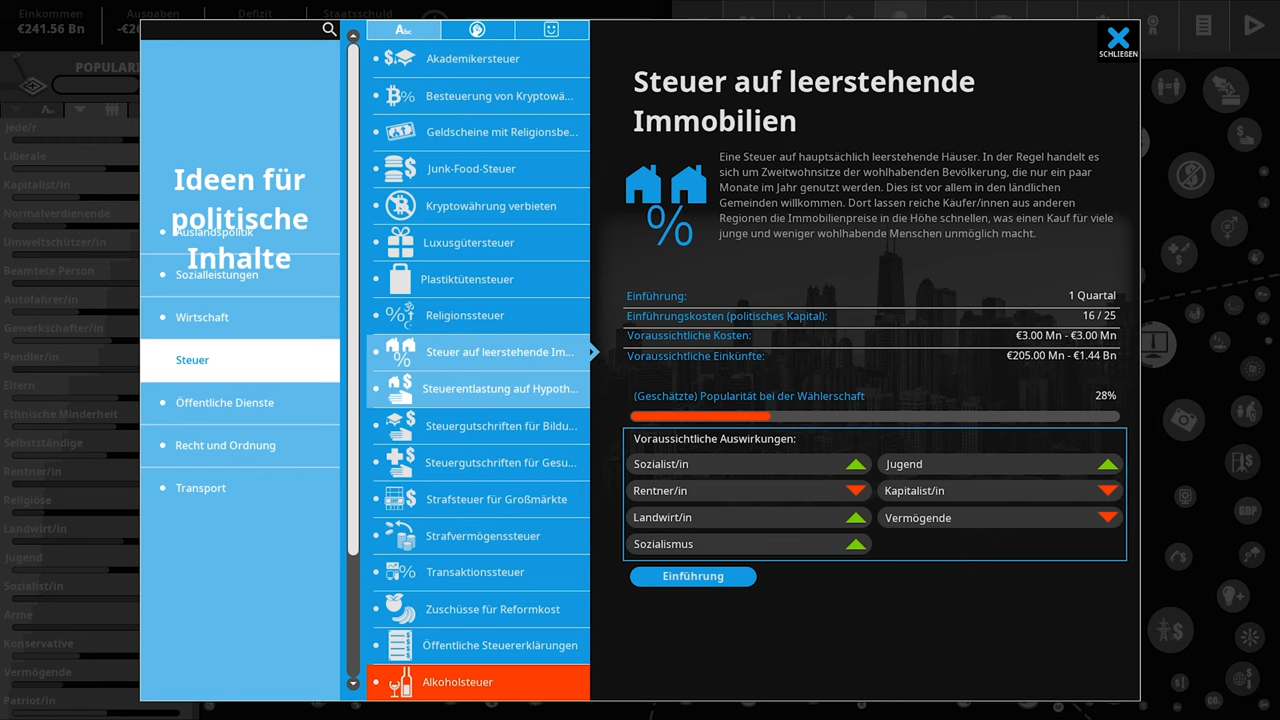 Einkommen
€241.56 Bn
Ausgaben
Defizit
Staatsschuld
POPULARI
Jede/r
Liberale
Kapitalist/in
Normalverdienende
Umweltschützer/in
Beamtete Person
Autofahrer/in
Gewerkschafter/in
Pendler/in
Eltern
Ethnische Minderheit
Selbstständige
Rentner/in
Religiöse
Landwirt/in
Jugend
Sozialist/in
Arme
Konservative
Vermögende
Patriot/in
Ideen für
politische
Inhalte
Auslandspolitik
Sozialleistungen
Wirtschaft
Steuer
Öffentliche Dienste
Recht und Ordnung
Transport
Abc
Akademikersteuer
Besteuerung von Kryptowä...
Geldscheine mit Religionsbe...
Junk-Food-Steuer
Kryptowährung verbieten
Luxusgütersteuer
Plastiktütensteuer
Religionssteuer
Steuer auf leerstehende Im...
Steuerentlastung auf Hypoth...
Steuergutschriften für Bildu...
Steuergutschriften für Gesu...
Strafsteuer für Großmärkte
Strafvermögenssteuer
Transaktionssteuer
Zuschüsse für Reformkost
Öffentliche Steuererklärungen
Alkoholsteuer
SCHLIEßEN
Steuer auf leerstehende
Immobilien
Eine Steuer auf hauptsächlich leerstehende Häuser. In der Regel handelt es
sich um Zweitwohnsitze der wohlhabenden Bevölkerung, die nur ein paar
Monate im Jahr genutzt werden. Dies ist vor allem in den ländlichen
Gemeinden willkommen. Dort lassen reiche Käufer/innen aus anderen
Regionen die Immobilienpreise in die Höhe schnellen, was einen Kauf für viele
junge und weniger wohlhabende Menschen unmöglich macht.
Einführung: 1 Quartal
Einführungskosten (politisches Kapital): 16 / 25
Voraussichtliche Kosten: €3.00 Mn - €3.00 Mn
Voraussichtliche Einkünfte: €205.00 Mn - €1.44 Bn
(Geschätzte) Popularität bei der Wählerschaft 28%
Voraussichtliche Auswirkungen:
Sozialist/in Jugend
Rentner/in Kapitalist/in
Landwirt/in Vermögende
Sozialismus
Einführung
GDP